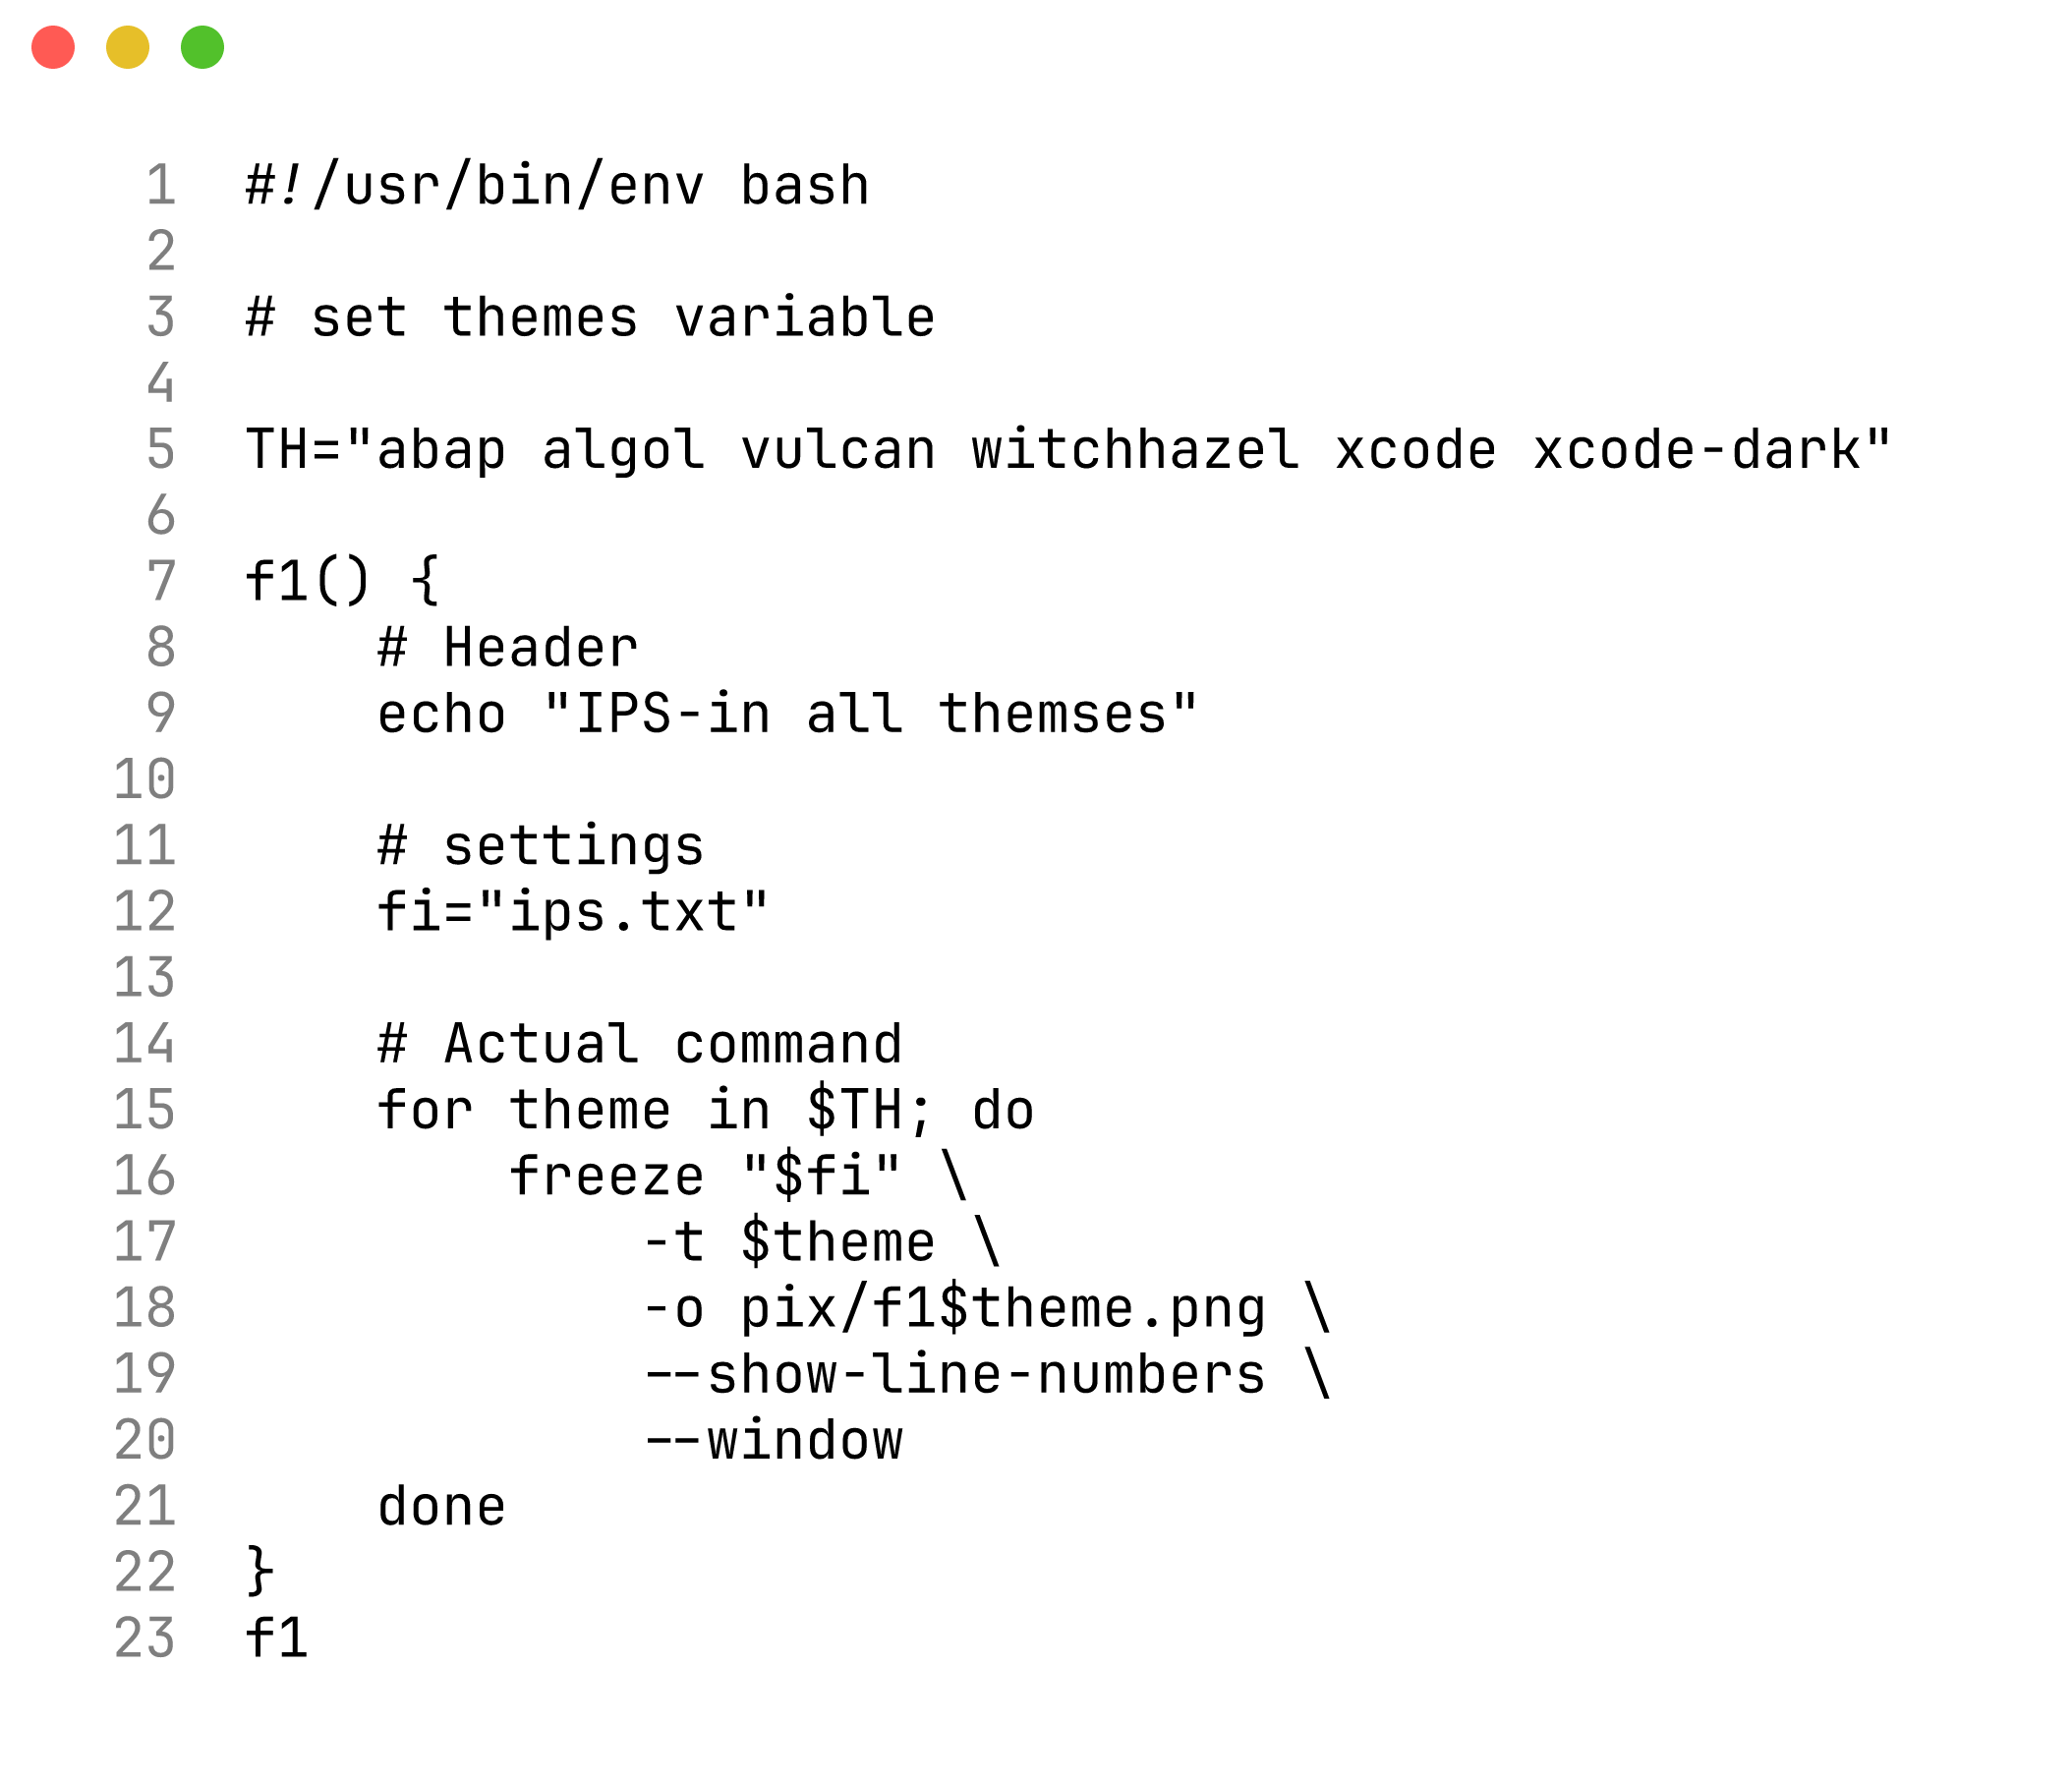 1 #!/usr/bin/env bash
2
3 # set themes variable
4
5 TH="abap algol vulcan witchhazel xcode xcode-dark"
6
7 f1() {
8     # Header
9     echo "IPS-in all themses"
10
11     # settings
12     fi="ips.txt"
13
14     # Actual command
15     for theme in $TH; do
16         freeze "$fi" \
17             -t $theme \
18             -o pix/f1$theme.png \
19             --show-line-numbers \
20             --window
21     done
22 }
23 f1